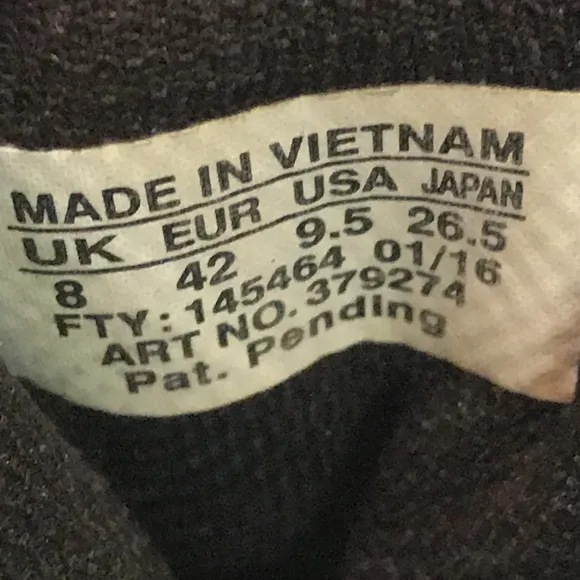 MADE IN VIETNAM
UK EUR USA JAPAN
8 42 9.5 26.5
FTY: 145464 01/16
ART NO. 379274
Pat. Pending